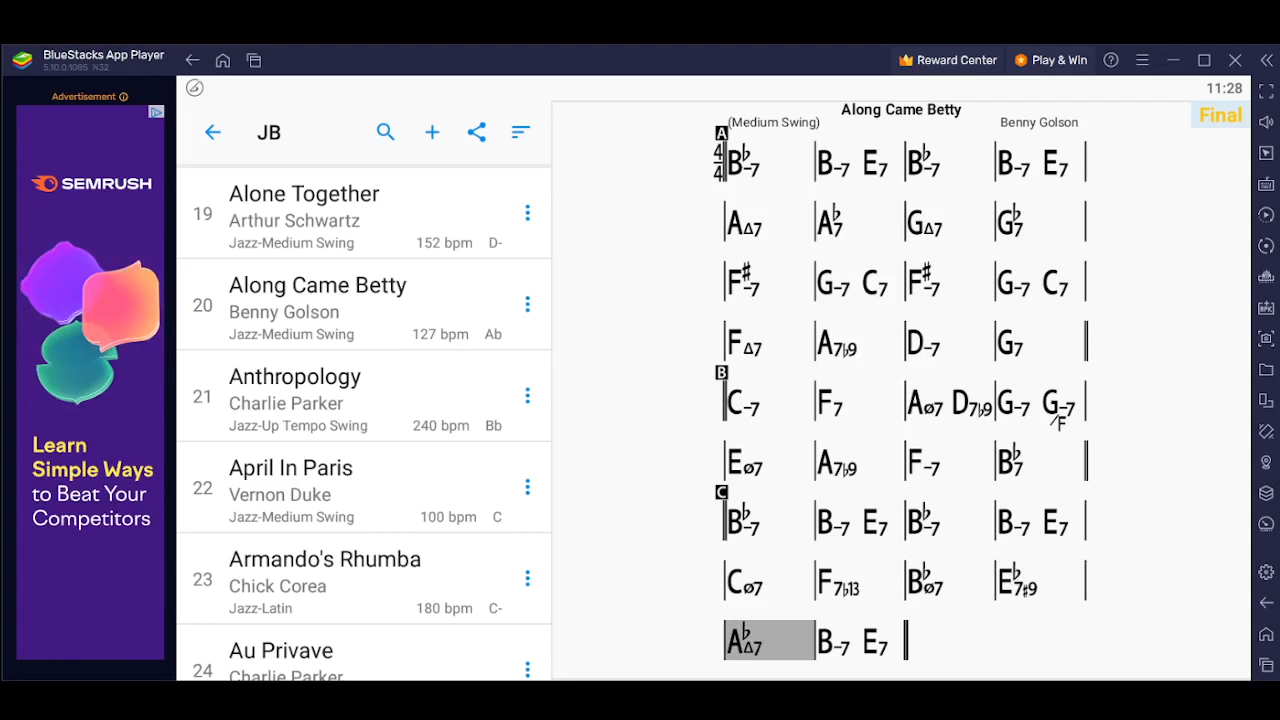 BlueStacks App Player
5.10.0.1085 N32
Reward Center
Play & Win
Advertisement
SEMRUSH
Learn
Simple Ways
to Beat Your
Competitors
11:28
JB
19
Alone Together
Arthur Schwartz
Jazz-Medium Swing 152 bpm D-
20
Along Came Betty
Benny Golson
Jazz-Medium Swing 127 bpm Ab
21
Anthropology
Charlie Parker
Jazz-Up Tempo Swing 240 bpm Bb
22
April In Paris
Vernon Duke
Jazz-Medium Swing 100 bpm C
23
Armando's Rhumba
Chick Corea
Jazz-Latin 180 bpm C-
24
Au Privave
Charlie Parker
Final
Along Came Betty
(Medium Swing) Benny Golson
A
4/4 B♭-7 | B-7 E7 | B♭-7 | B-7 E7 |
| A△7 | A♭7 | G△7 | G♭7 |
| F♯-7 | G-7 C7 | F♯-7 | G-7 C7 |
| F△7 | A7♭9 | D-7 | G7 ||
B
|| C-7 | F7 | Aø7 D7♭9 | G-7 G-7/F |
| Eø7 | A7♭9 | F-7 | B♭7 ||
C
|| B♭-7 | B-7 E7 | B♭-7 | B-7 E7 |
| Cø7 | F7♭13 | B♭ø7 | E♭7♯9 |
| A♭△7 | B-7 E7 ||